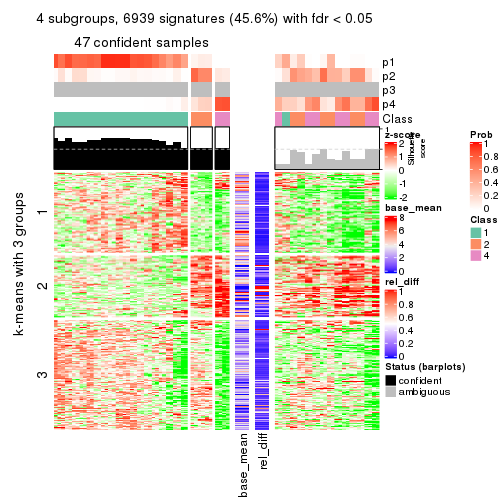 4 subgroups, 6939 signatures (45.6%) with fdr < 0.05
47 confident samples
p1
p2
p3
p4
Class
1
Silhouette
score
k-means with 3 groups
1
2
3
base_mean
rel_diff
z-score
2
1
0
-1
-2
base_mean
8
6
4
2
0
rel_diff
1
0.8
0.6
0.4
0.2
0
Status (barplots)
confident
ambiguous
Prob
1
0.8
0.6
0.4
0.2
0
Class
1
2
4